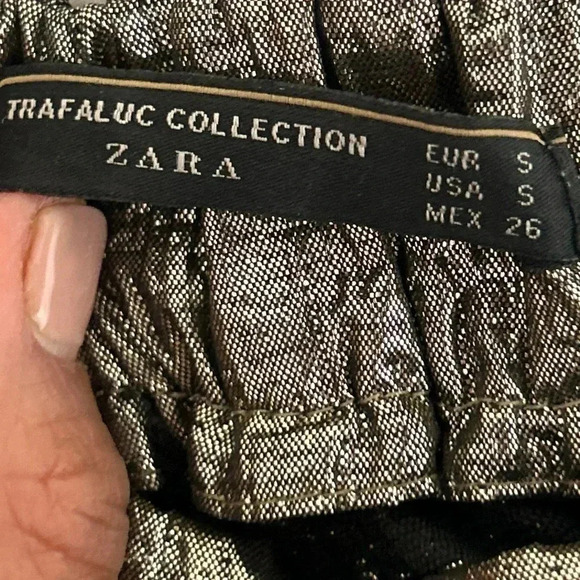 TRAFALUC COLLECTION
ZARA
EUR S
USA S
MEX 26